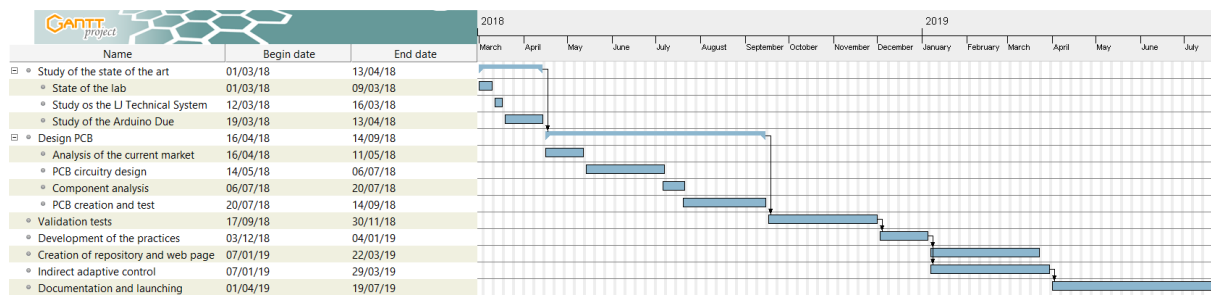 GANTT project 2018 2019
March April May June July August September October November December January February March April May June July
Name Begin date End date
Study of the state of the art 01/03/18 13/04/18
State of the lab 01/03/18 09/03/18
Study os the LJ Technical System 12/03/18 16/03/18
Study of the Arduino Due 19/03/18 13/04/18
Design PCB 16/04/18 14/09/18
Analysis of the current market 16/04/18 11/05/18
PCB circuitry design 14/05/18 06/07/18
Component analysis 06/07/18 20/07/18
PCB creation and test 20/07/18 14/09/18
Validation tests 17/09/18 30/11/18
Development of the practices 03/12/18 04/01/19
Creation of repository and web page 07/01/19 22/03/19
Indirect adaptive control 07/01/19 29/03/19
Documentation and launching 01/04/19 19/07/19